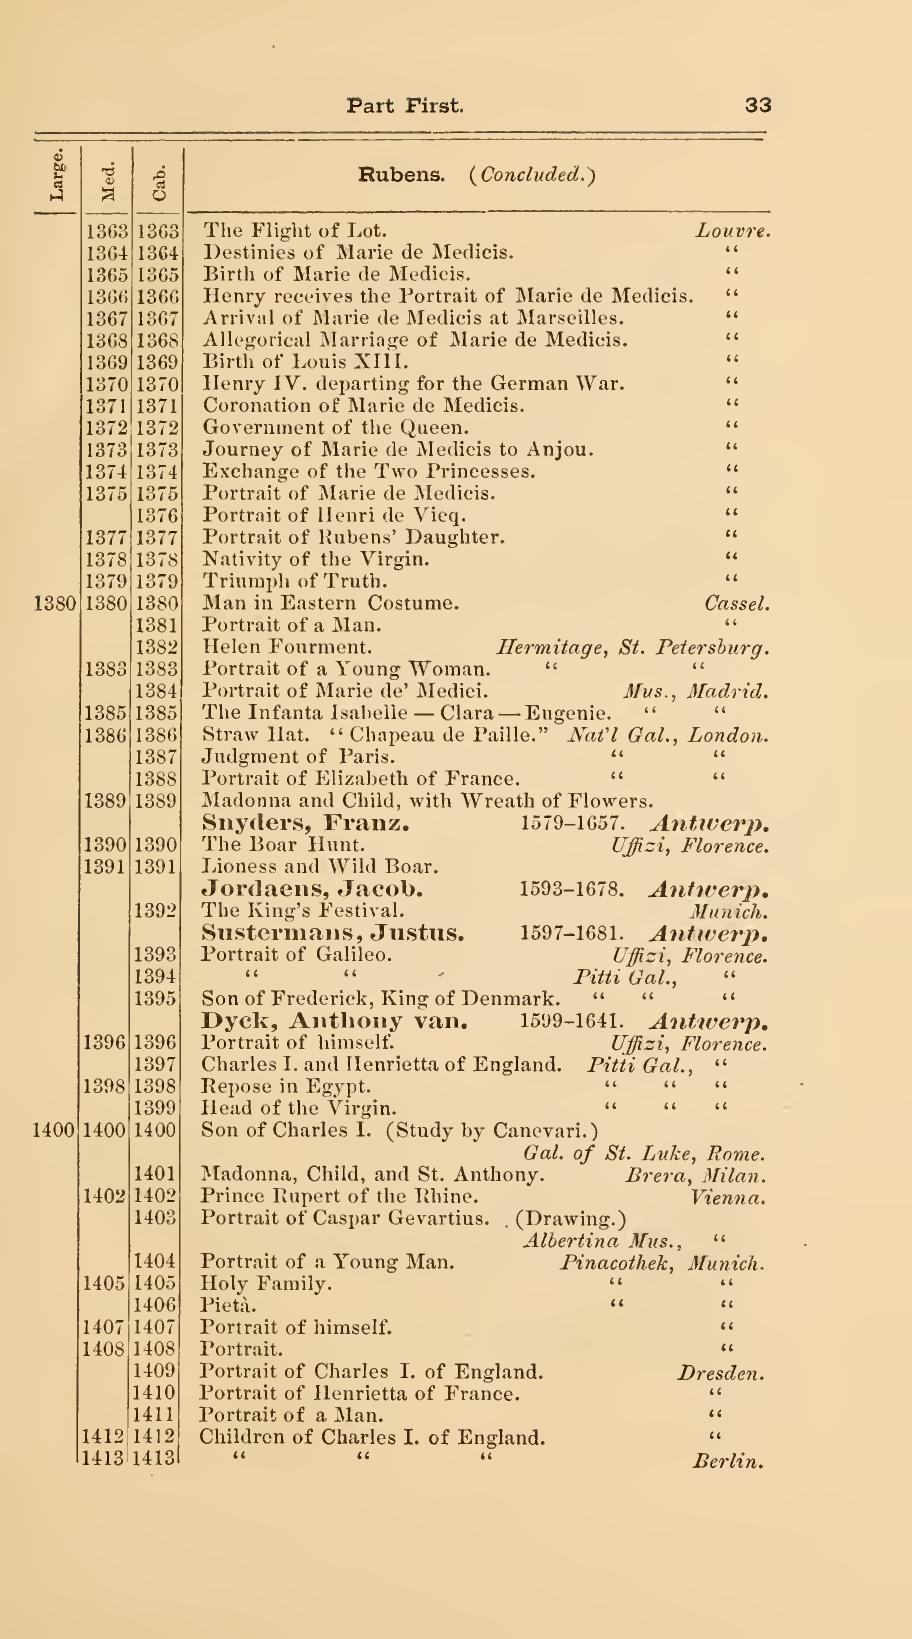 Part First. 33
Large. Med. Cab. Rubens. (Concluded.)
1363 1363 The Flight of Lot. Louvre.
1364 1364 Destinies of Marie de Medicis. “
1365 1365 Birth of Marie de Medicis. “
1366 1366 Henry receives the Portrait of Marie de Medicis. “
1367 1367 Arrival of Marie de Medicis at Marseilles. “
1368 1368 Allegorical Marriage of Marie de Medicis. “
1369 1369 Birth of Louis XIII. “
1370 1370 Henry IV. departing for the German War. “
1371 1371 Coronation of Marie de Medicis. “
1372 1372 Government of the Queen. “
1373 1373 Journey of Marie de Medicis to Anjou. “
1374 1374 Exchange of the Two Princesses. “
1375 1375 Portrait of Marie de Medicis. “
1376 Portrait of Henri de Vicq. “
1377 1377 Portrait of Rubens’ Daughter. “
1378 1378 Nativity of the Virgin. “
1379 1379 Triumph of Truth. “
1380 1380 1380 Man in Eastern Costume. Cassel.
1381 Portrait of a Man. “
1382 Helen Fourment. Hermitage, St. Petersburg.
1383 1383 Portrait of a Young Woman. “ “
1384 Portrait of Marie de’ Medici. Mus., Madrid.
1385 1385 The Infanta Isabelle — Clara — Eugenie. “ “
1386 1386 Straw Hat. “Chapeau de Paille.” Nat’l Gal., London.
1387 Judgment of Paris. “ “
1388 Portrait of Elizabeth of France. “ “
1389 1389 Madonna and Child, with Wreath of Flowers.
Snyders, Franz. 1579–1657. Antwerp.
1390 1390 The Boar Hunt. Uffizi, Florence.
1391 1391 Lioness and Wild Boar.
Jordaens, Jacob. 1593–1678. Antwerp.
1392 The King’s Festival. Munich.
Sustermans, Justus. 1597–1681. Antwerp.
1393 Portrait of Galileo. Uffizi, Florence.
1394 “ “ Pitti Gal., “
1395 Son of Frederick, King of Denmark. “ “ “
Dyck, Anthony van. 1599–1641. Antwerp.
1396 1396 Portrait of himself. Uffizi, Florence.
1397 Charles I. and Henrietta of England. Pitti Gal., “
1398 1398 Repose in Egypt. “ “ “
1399 Head of the Virgin. “ “ “
1400 1400 1400 Son of Charles I. (Study by Canevari.)
Gal. of St. Luke, Rome.
1401 Madonna, Child, and St. Anthony. Brera, Milan.
1402 1402 Prince Rupert of the Rhine. Vienna.
1403 Portrait of Caspar Gevartius. (Drawing.)
Albertina Mus., “
1404 Portrait of a Young Man. Pinacothek, Munich.
1405 1405 Holy Family. “ “
1406 Pietà. “ “
1407 1407 Portrait of himself. “
1408 1408 Portrait. “
1409 Portrait of Charles I. of England. Dresden.
1410 Portrait of Henrietta of France. “
1411 Portrait of a Man. “
1412 1412 Children of Charles I. of England. “
1413 1413 “ “ “ Berlin.